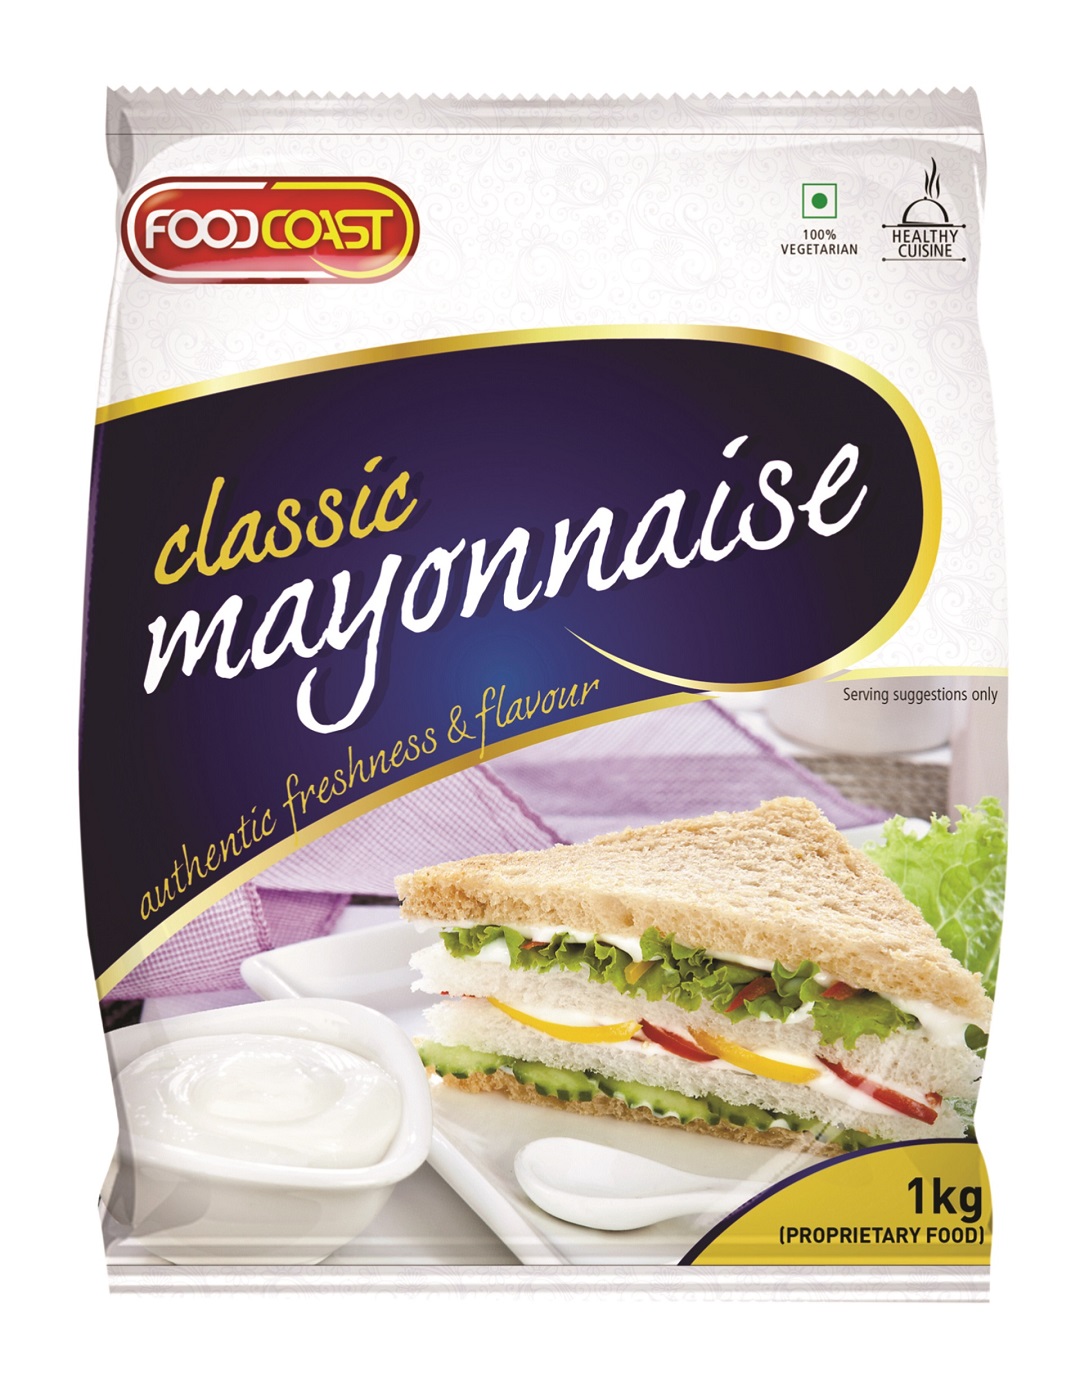 FOODCOAST
100%
VEGETARIAN
HEALTHY
CUISINE
classic
mayonnaise
authentic freshness & flavour
Serving suggestions only
1kg
(PROPRIETARY FOOD)